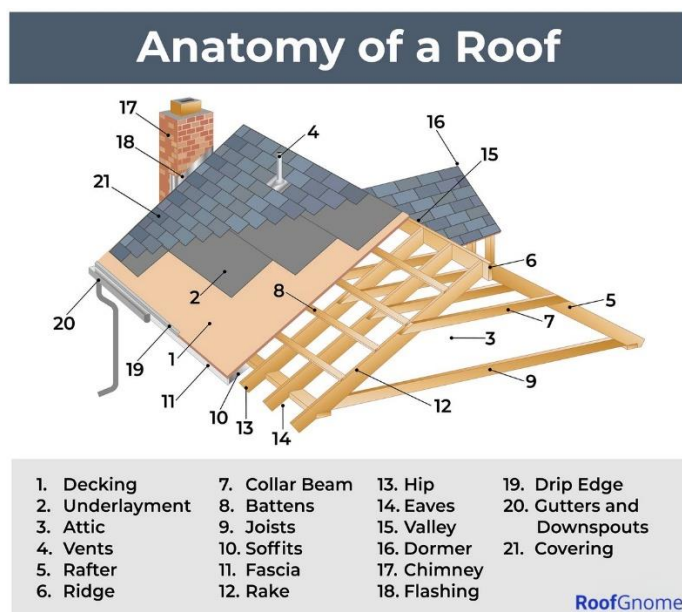 Anatomy of a Roof
17
4
16
18
15
21
6
2
8
5
20
7
3
1
19
9
11
10
12
13
14
1. Decking
2. Underlayment
3. Attic
4. Vents
5. Rafter
6. Ridge
7. Collar Beam
8. Battens
9. Joists
10. Soffits
11. Fascia
12. Rake
13. Hip
14. Eaves
15. Valley
16. Dormer
17. Chimney
18. Flashing
19. Drip Edge
20. Gutters and
Downspouts
21. Covering
RoofGnome